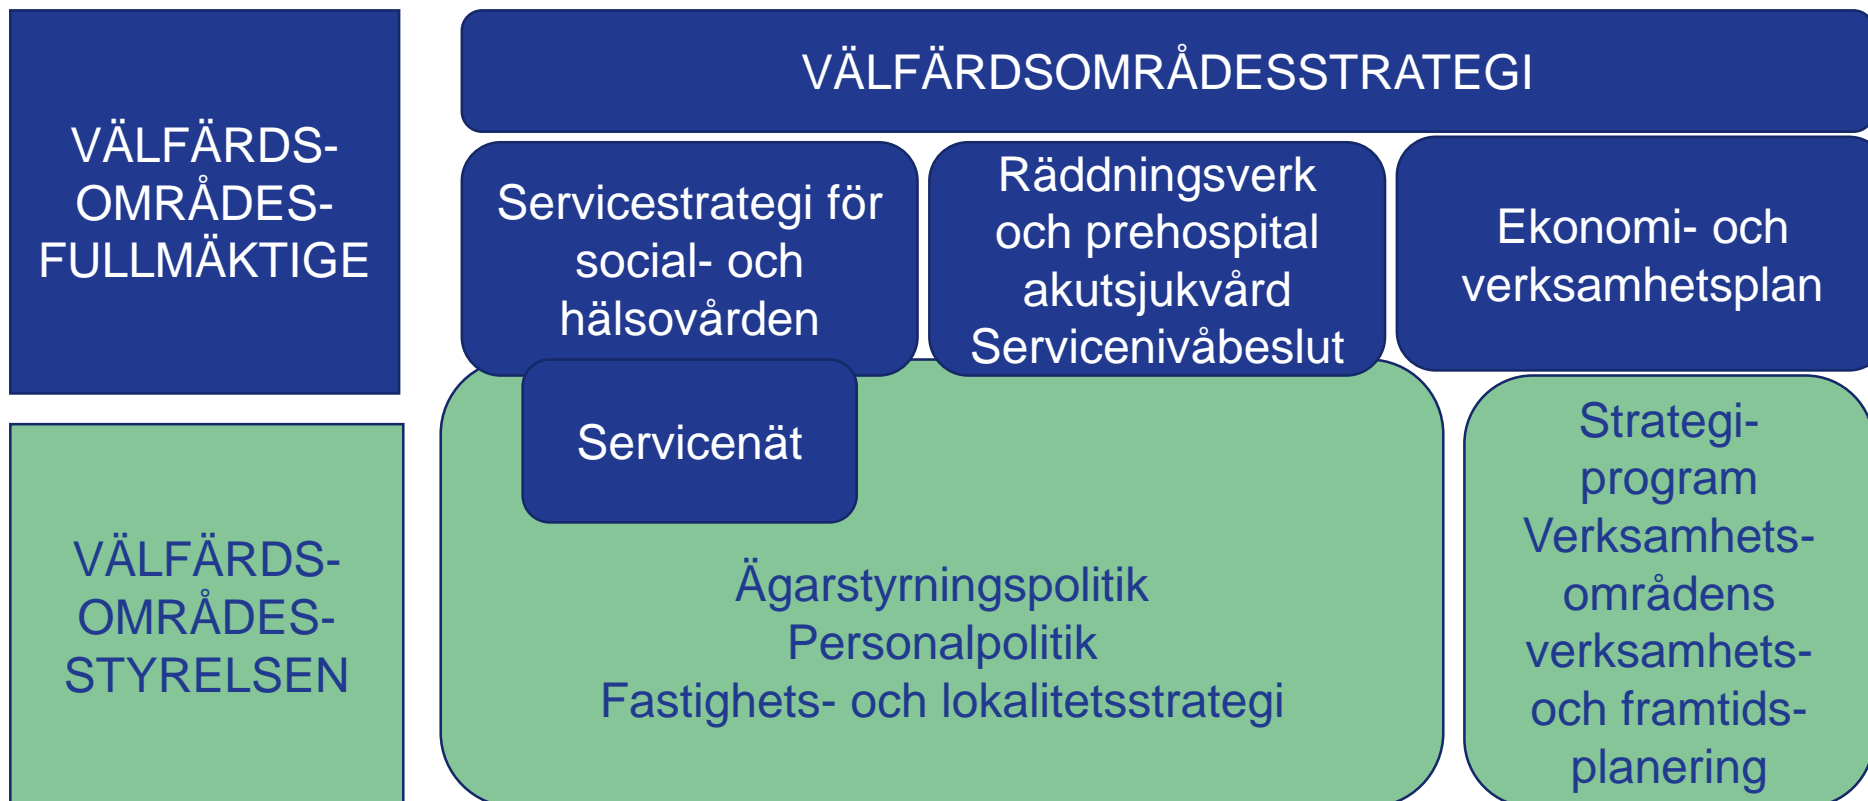 VÄLFÄRDS-
OMRÅDES-
FULLMÄKTIGE
VÄLFÄRDSOMRÅDESSTRATEGI
Servicestrategi för
social- och
hälsovården
Räddningsverk
och prehospital
akutsjukvård
Servicenivåbeslut
Ekonomi- och
verksamhetsplan
Servicenät
VÄLFÄRDS-
OMRÅDES-
STYRELSEN
Ägarstyrningspolitik
Personalpolitik
Fastighets- och lokalitetsstrategi
Strategi-
program
Verksamhets-
områdens
verksamhets-
och framtids-
planering